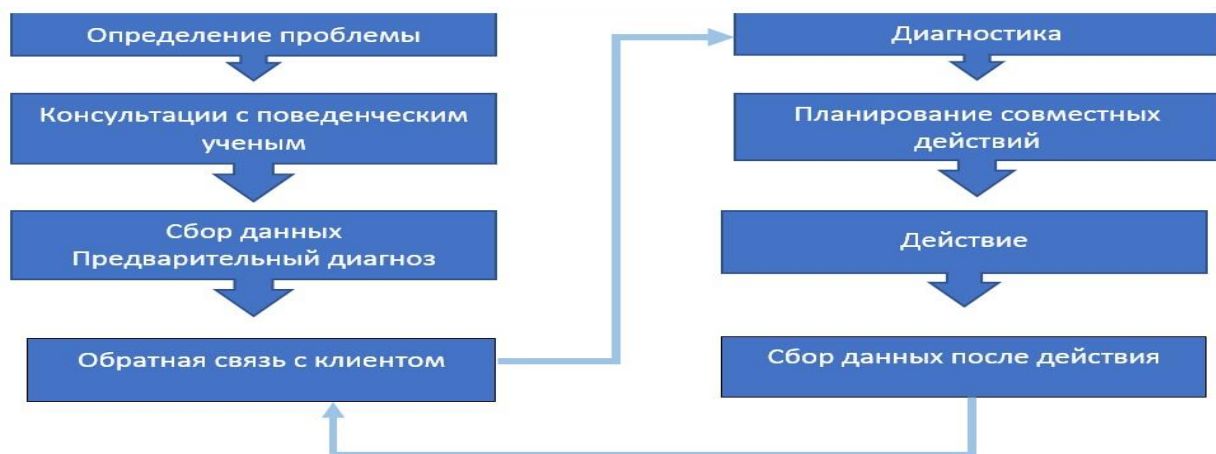 Определение проблемы
Консультации с поведенческим
ученым
Сбор данных
Предварительный диагноз
Обратная связь с клиентом
Диагностика
Планирование совместных
действий
Действие
Сбор данных после действия